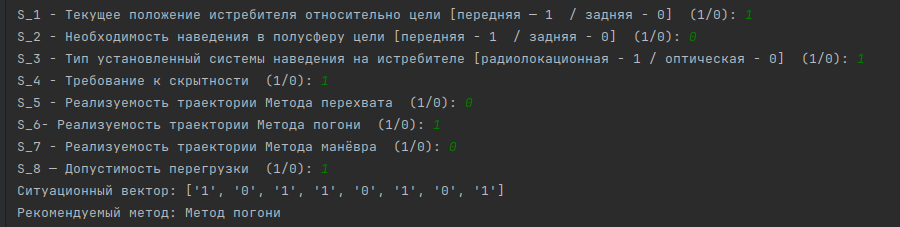 S_1 - Текущее положение истребителя относительно цели [передняя — 1  / задняя - 0]  (1/0): 1
S_2 - Необходимость наведения в полусферу цели [передняя - 1  / задняя - 0]  (1/0): 0
S_3 - Тип установленный системы наведения на истребителе [радиолокационная - 1 / оптическая - 0]  (1/0): 1
S_4 - Требование к скрытности  (1/0): 1
S_5 - Реализуемость траектории Метода перехвата  (1/0): 0
S_6- Реализуемость траектории Метода погони  (1/0): 1
S_7 - Реализуемость траектории Метода манёвра  (1/0): 0
S_8 — Допустимость перегрузки  (1/0): 1
Ситуационный вектор: ['1', '0', '1', '1', '0', '1', '0', '1']
Рекомендуемый метод: Метод погони